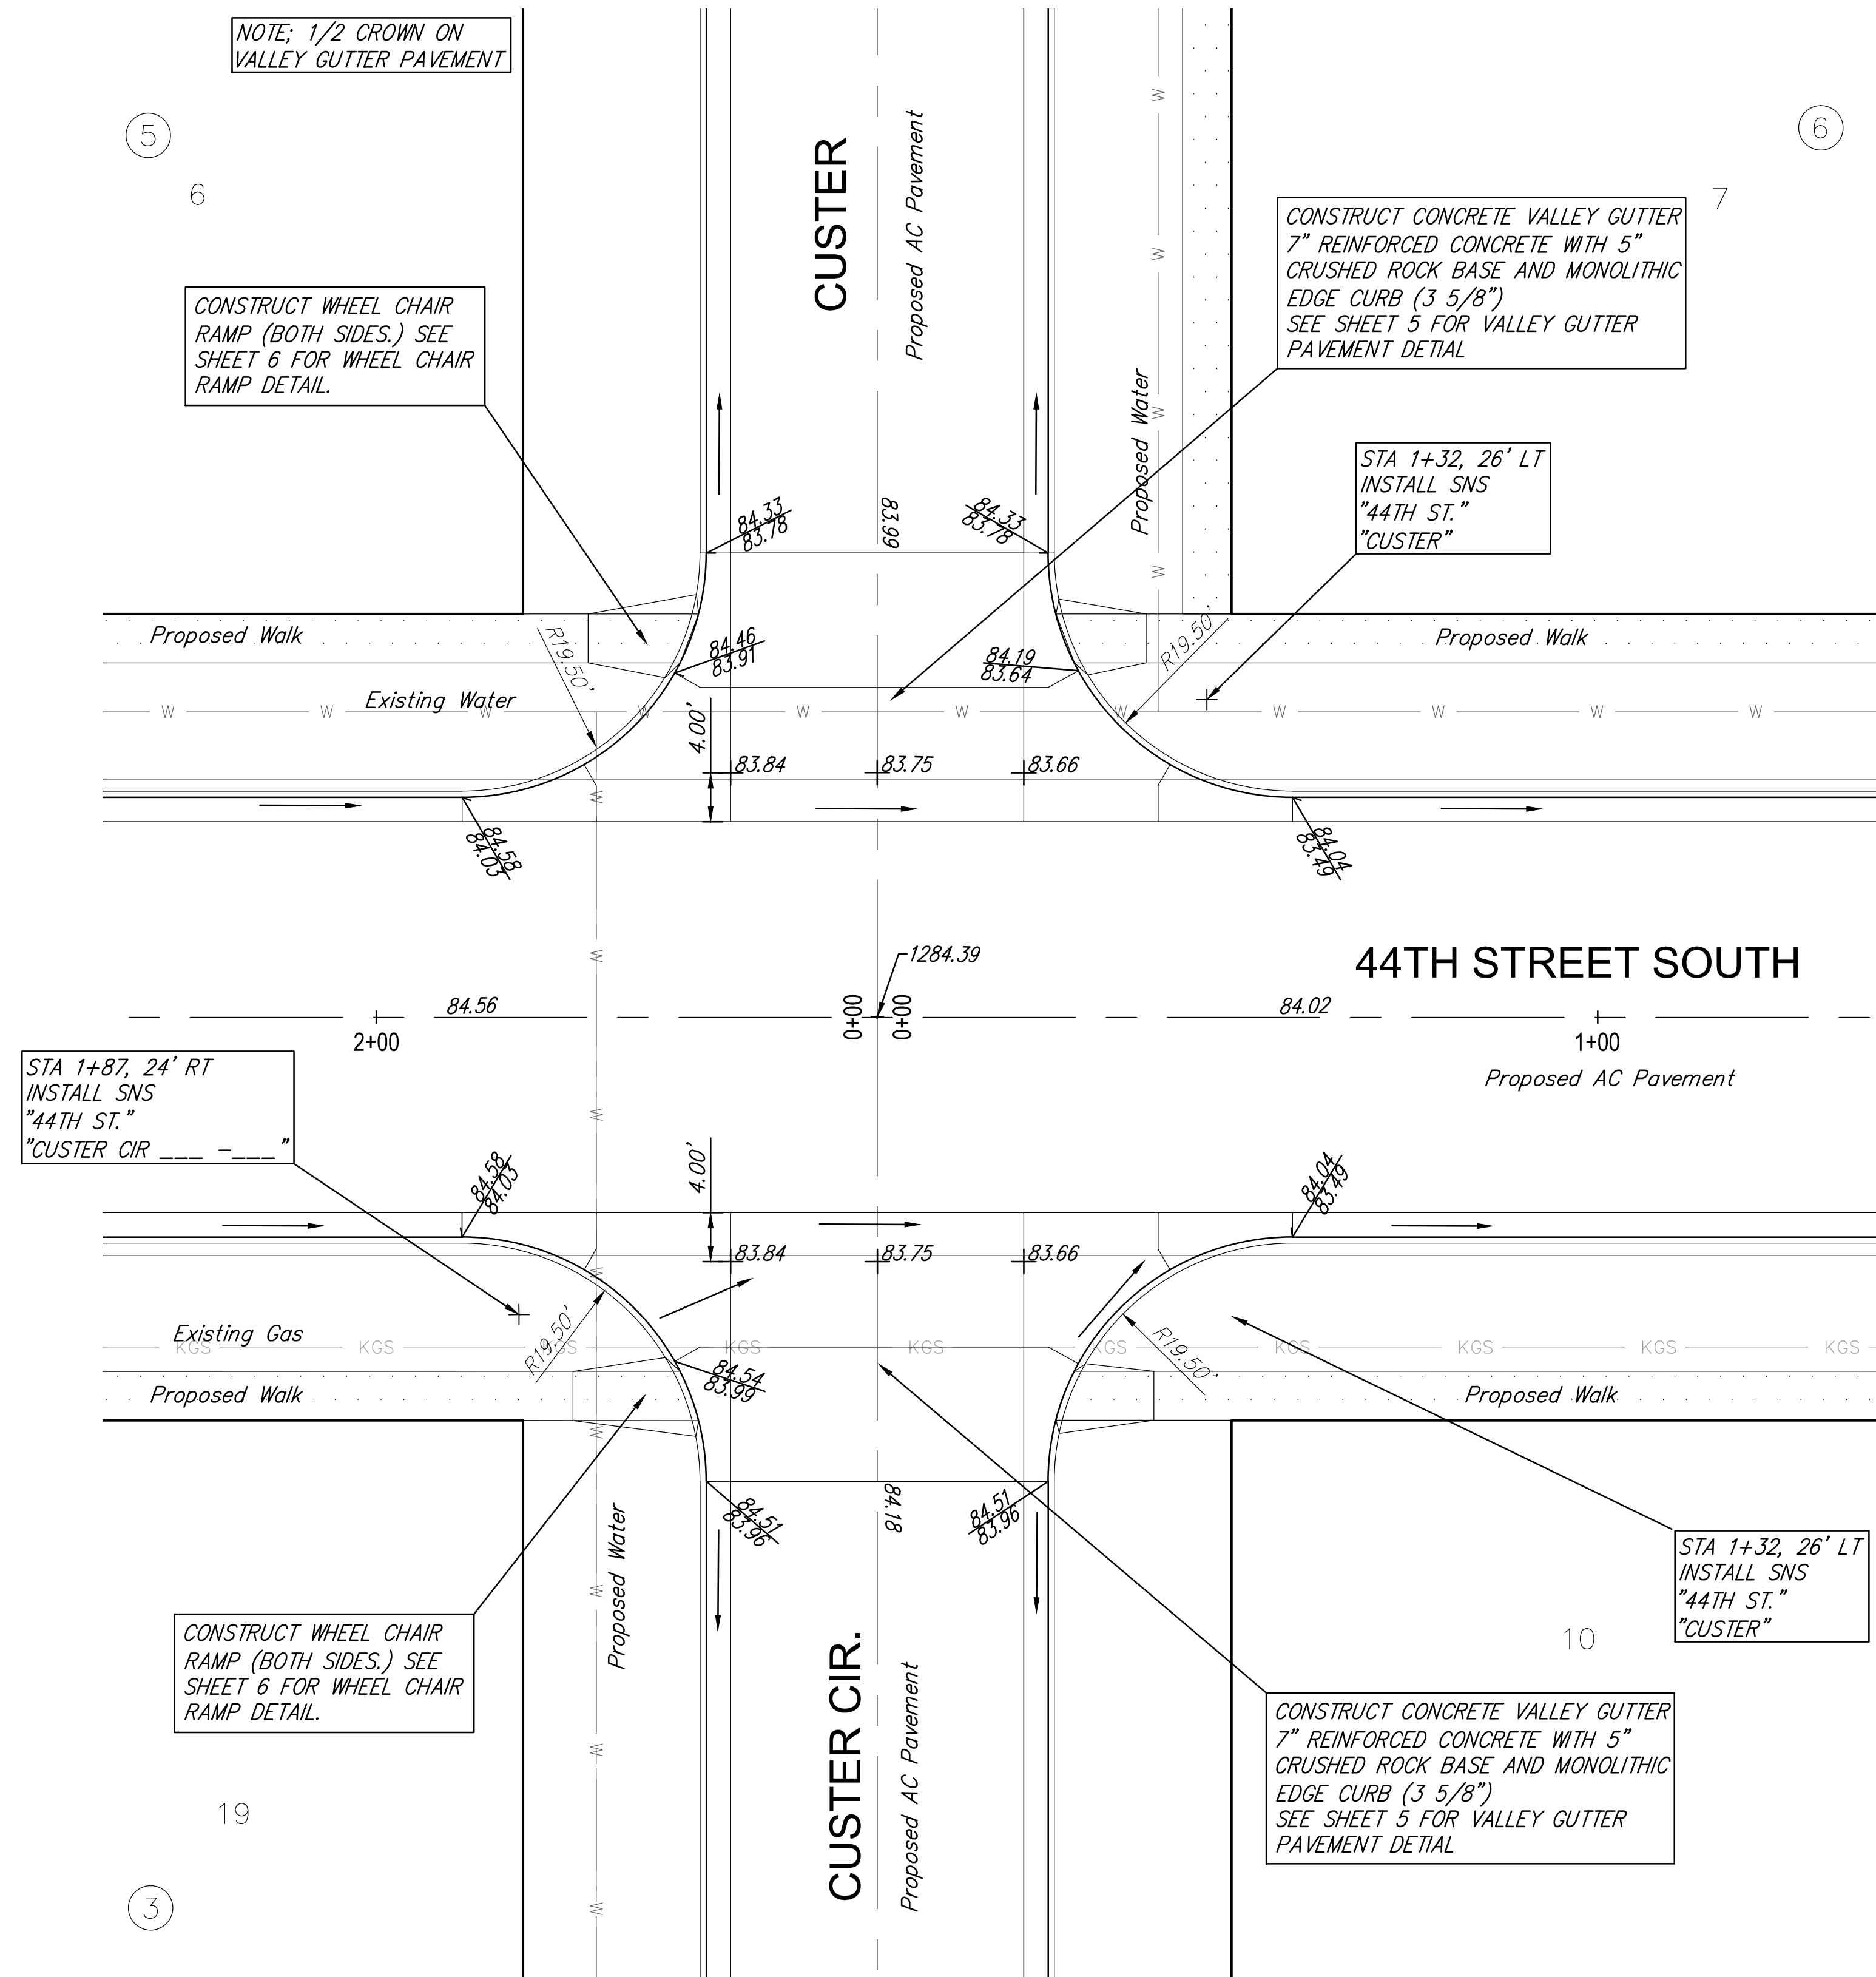 NOTE; 1/2 CROWN ON
VALLEY GUTTER PAVEMENT
5
6
6
7
CUSTER
Proposed AC Pavement
W
W
W
W
Proposed Water
CONSTRUCT CONCRETE VALLEY GUTTER
7" REINFORCED CONCRETE WITH 5"
CRUSHED ROCK BASE AND MONOLITHIC
EDGE CURB (3 5/8")
SEE SHEET 5 FOR VALLEY GUTTER
PAVEMENT DETIAL
CONSTRUCT WHEEL CHAIR
RAMP (BOTH SIDES.) SEE
SHEET 6 FOR WHEEL CHAIR
RAMP DETAIL.
STA 1+32, 26' LT
INSTALL SNS
"44TH ST."
"CUSTER"
84.33
83.78
83.99
84.33
83.78
Proposed Walk
R19.50'
84.46
83.91
84.19
83.64
R19.50'
Proposed Walk
Existing Water
W W W W W W W W W W W
4.00'
83.84
83.75
83.66
W
84.58
84.03
84.04
83.49
W
1284.39
44TH STREET SOUTH
84.56
0+00
0+00
84.02
2+00
1+00
Proposed AC Pavement
STA 1+87, 24' RT
INSTALL SNS
"44TH ST."
"CUSTER CIR ___ -___"
W
84.58
84.03
4.00'
84.04
83.49
83.84
83.75
83.66
W
Existing Gas
R19.50'
R19.50'
KGS KGS KGS KGS KGS KGS KGS KGS KGS KGS
84.54
83.99
Proposed Walk
Proposed Walk
W
84.51
83.96
84.18
84.51
83.96
Proposed Water
W
W
W
STA 1+32, 26' LT
INSTALL SNS
"44TH ST."
"CUSTER"
10
CONSTRUCT WHEEL CHAIR
RAMP (BOTH SIDES.) SEE
SHEET 6 FOR WHEEL CHAIR
RAMP DETAIL.
CUSTER CIR.
Proposed AC Pavement
CONSTRUCT CONCRETE VALLEY GUTTER
7" REINFORCED CONCRETE WITH 5"
CRUSHED ROCK BASE AND MONOLITHIC
EDGE CURB (3 5/8")
SEE SHEET 5 FOR VALLEY GUTTER
PAVEMENT DETIAL
19
3